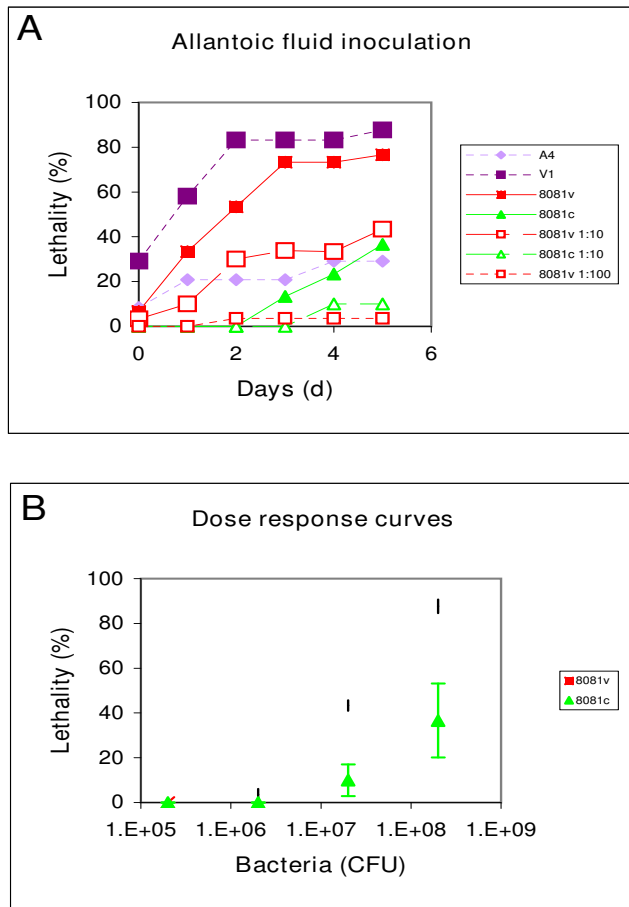 A
Allantoic fluid inoculation
Lethality (%)
100
80
60
40
20
0
0
2
4
6
Days (d)
A4
V1
8081v
8081c
8081v 1:10
8081c 1:10
8081v 1:100
B
Dose response curves
Lethality (%)
100
80
60
40
20
0
1.E+05
1.E+06
1.E+07
1.E+08
1.E+09
Bacteria (CFU)
8081v
8081c